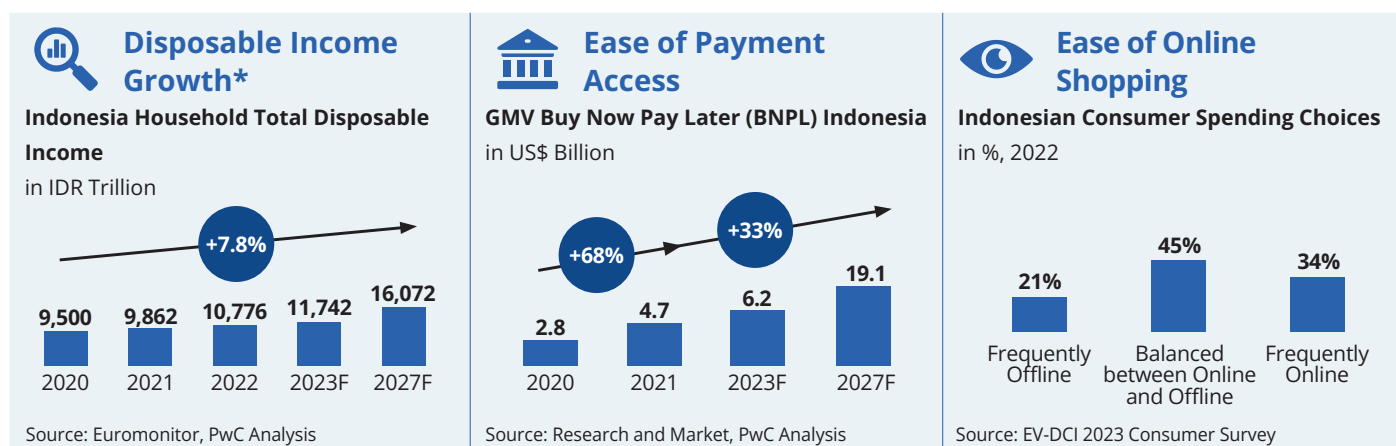 Disposable Income
Growth*
Indonesia Household Total Disposable
Income
in IDR Trillion
+7.8%
9,500
9,862
10,776
11,742
16,072
2020
2021
2022
2023F
2027F
Source: Euromonitor, PwC Analysis
Ease of Payment
Access
GMV Buy Now Pay Later (BNPL) Indonesia
in US$ Billion
+68%
+33%
2.8
4.7
6.2
19.1
2020
2021
2023F
2027F
Source: Research and Market, PwC Analysis
Ease of Online
Shopping
Indonesian Consumer Spending Choices
in %, 2022
21%
45%
34%
Frequently
Offline
Balanced
between Online
and Offline
Frequently
Online
Source: EV-DCI 2023 Consumer Survey